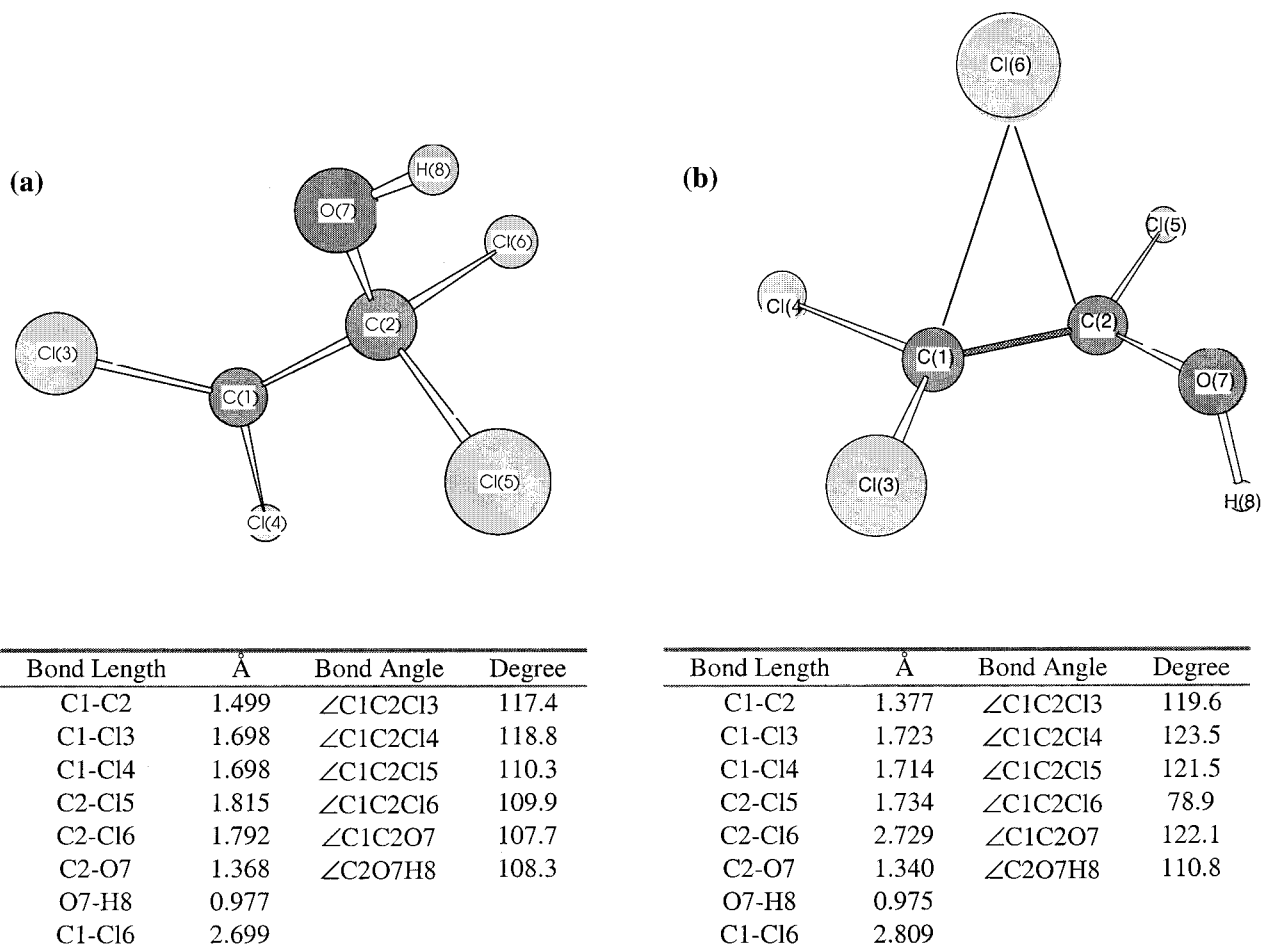 (a)
H(8)
O(7)
Cl(6)
C(2)
Cl(3)
C(1)
Cl(5)
Cl(4)
Bond Length Å Bond Angle Degree
C1-C2 1.499 ∠C1C2Cl3 117.4
C1-Cl3 1.698 ∠C1C2Cl4 118.8
C1-Cl4 1.698 ∠C1C2Cl5 110.3
C2-Cl5 1.815 ∠C1C2Cl6 109.9
C2-Cl6 1.792 ∠C1C2O7 107.7
C2-O7 1.368 ∠C2O7H8 108.3
O7-H8 0.977
C1-Cl6 2.699
(b)
Cl(6)
Cl(5)
Cl(4
C(2)
C(1)
O(7)
Cl(3)
H(8)
Bond Length Å Bond Angle Degree
C1-C2 1.377 ∠C1C2Cl3 119.6
C1-Cl3 1.723 ∠C1C2Cl4 123.5
C1-Cl4 1.714 ∠C1C2Cl5 121.5
C2-Cl5 1.734 ∠C1C2Cl6 78.9
C2-Cl6 2.729 ∠C1C2O7 122.1
C2-O7 1.340 ∠C2O7H8 110.8
O7-H8 0.975
C1-Cl6 2.809